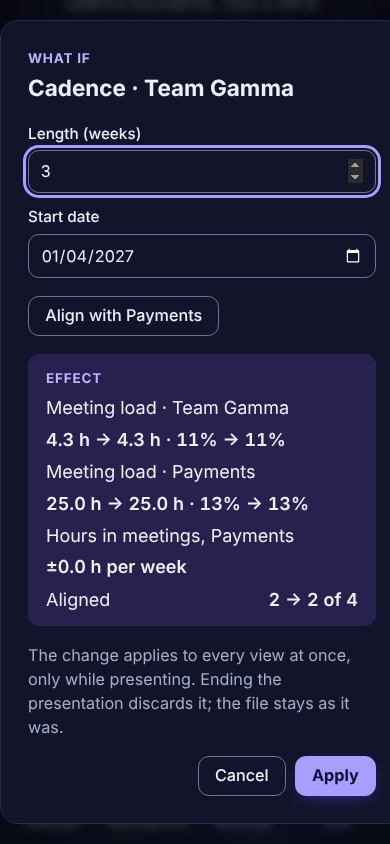 WHAT IF
Cadence · Team Gamma
Length (weeks)
3
Start date
01/04/2027
Align with Payments
EFFECT
Meeting load · Team Gamma
4.3 h → 4.3 h · 11% → 11%
Meeting load · Payments
25.0 h → 25.0 h · 13% → 13%
Hours in meetings, Payments
±0.0 h per week
Aligned 2 → 2 of 4
The change applies to every view at once,
only while presenting. Ending the
presentation discards it; the file stays as it
was.
Cancel Apply